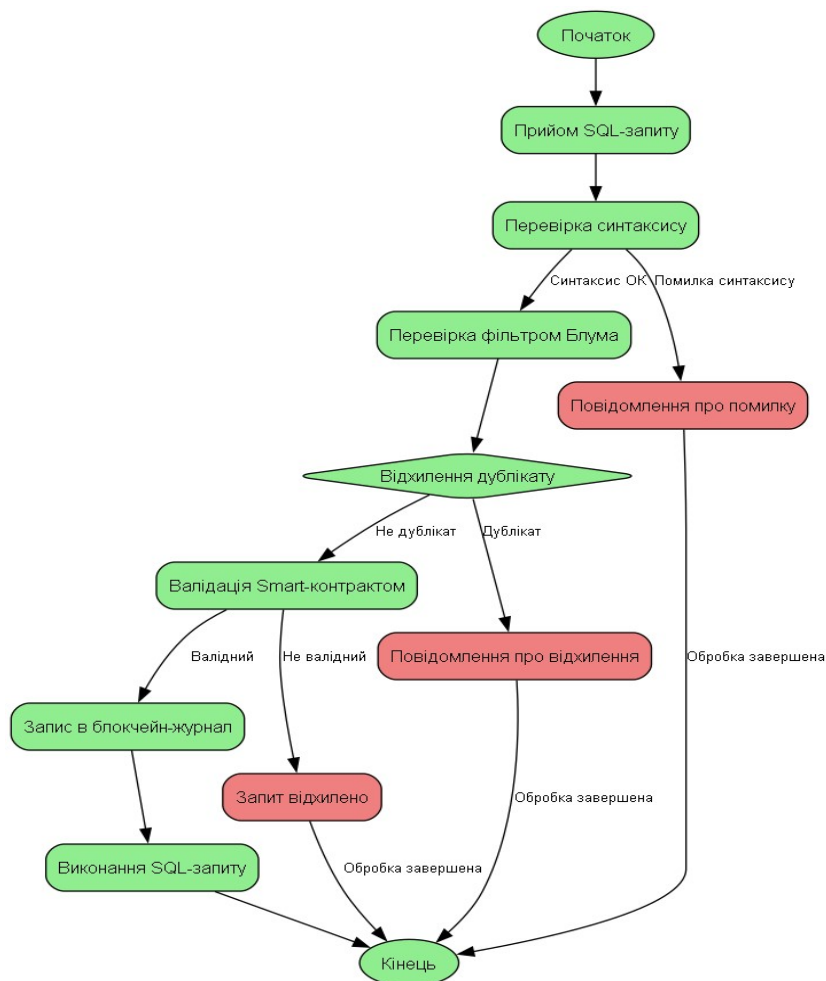 Початок
Прийом SQL-запиту
Перевірка синтаксису
Синтаксис ОК
Помилка синтаксису
Перевірка фільтром Блума
Повідомлення про помилку
Відхилення дублікату
Не дублікат
Дублікат
Валідація Smart-контрактом
Повідомлення про відхилення
Валідний
Не валідний
Обробка завершена
Запис в блокчейн-журнал
Запит відхилено
Обробка завершена
Виконання SQL-запиту
Обробка завершена
Кінець